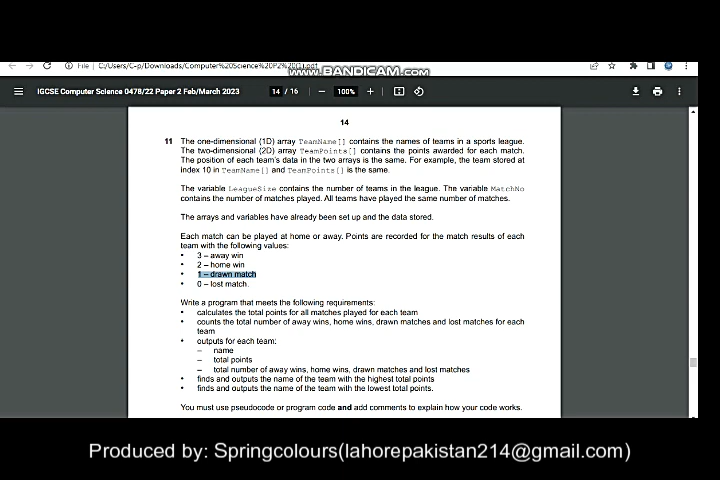 File | C:/Users/C-p/Downloads/Computer%20Science%20P2%20(1).pdf
www.BANDICAM.com
IGCSE Computer Science 0478/22 Paper 2 Feb/March 2023
14 / 16
100%
14
11 The one-dimensional (1D) array TeamName[] contains the names of teams in a sports league.
The two-dimensional (2D) array TeamPoints[] contains the points awarded for each match.
The position of each team's data in the two arrays is the same. For example, the team stored at
index 10 in TeamName[] and TeamPoints[] is the same.
The variable LeagueSize contains the number of teams in the league. The variable MatchNo
contains the number of matches played. All teams have played the same number of matches.
The arrays and variables have already been set up and the data stored.
Each match can be played at home or away. Points are recorded for the match results of each
team with the following values:
• 3 – away win
• 2 – home win
• 1 – drawn match
• 0 – lost match.
Write a program that meets the following requirements:
• calculates the total points for all matches played for each team
• counts the total number of away wins, home wins, drawn matches and lost matches for each
team
• outputs for each team:
– name
– total points
– total number of away wins, home wins, drawn matches and lost matches
• finds and outputs the name of the team with the highest total points
• finds and outputs the name of the team with the lowest total points.
You must use pseudocode or program code and add comments to explain how your code works.
Produced by: Springcolours(lahorepakistan214@gmail.com)